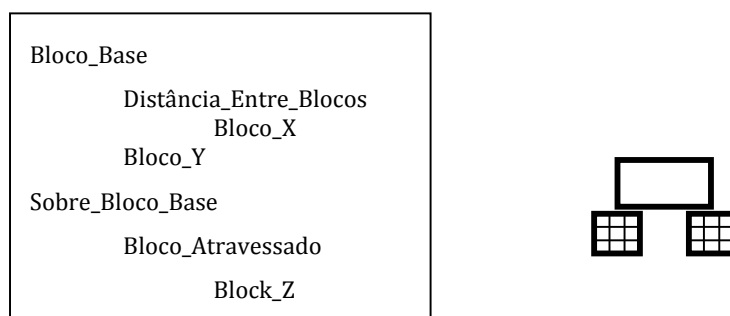 Bloco_Base
Distância_Entre_Blocos
Bloco_X
Bloco_Y
Sobre_Bloco_Base
Bloco_Atravessado
Block_Z